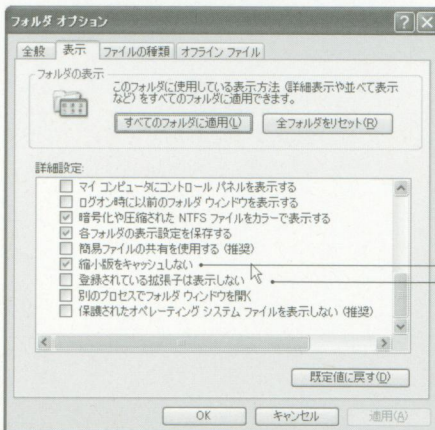 フォルダ オプション
全般 表示 ファイルの種類 オフライン ファイル
フォルダの表示
このフォルダに使用している表示方法 (詳細表示や並べて表示
など) をすべてのフォルダに適用できます。
すべてのフォルダに適用(L) 全フォルダをリセット(R)
詳細設定:
マイ コンピュータにコントロール パネルを表示する
ログオン時に以前のフォルダ ウィンドウを表示する
暗号化や圧縮された NTFS ファイルをカラーで表示する
各フォルダの表示設定を保存する
簡易ファイルの共有を使用する (推奨)
縮小版をキャッシュしない
登録されている拡張子は表示しない
別のプロセスでフォルダ ウィンドウを開く
保護されたオペレーティング システム ファイルを表示しない (推奨)
既定値に戻す(D)
OK キャンセル 適用(A)